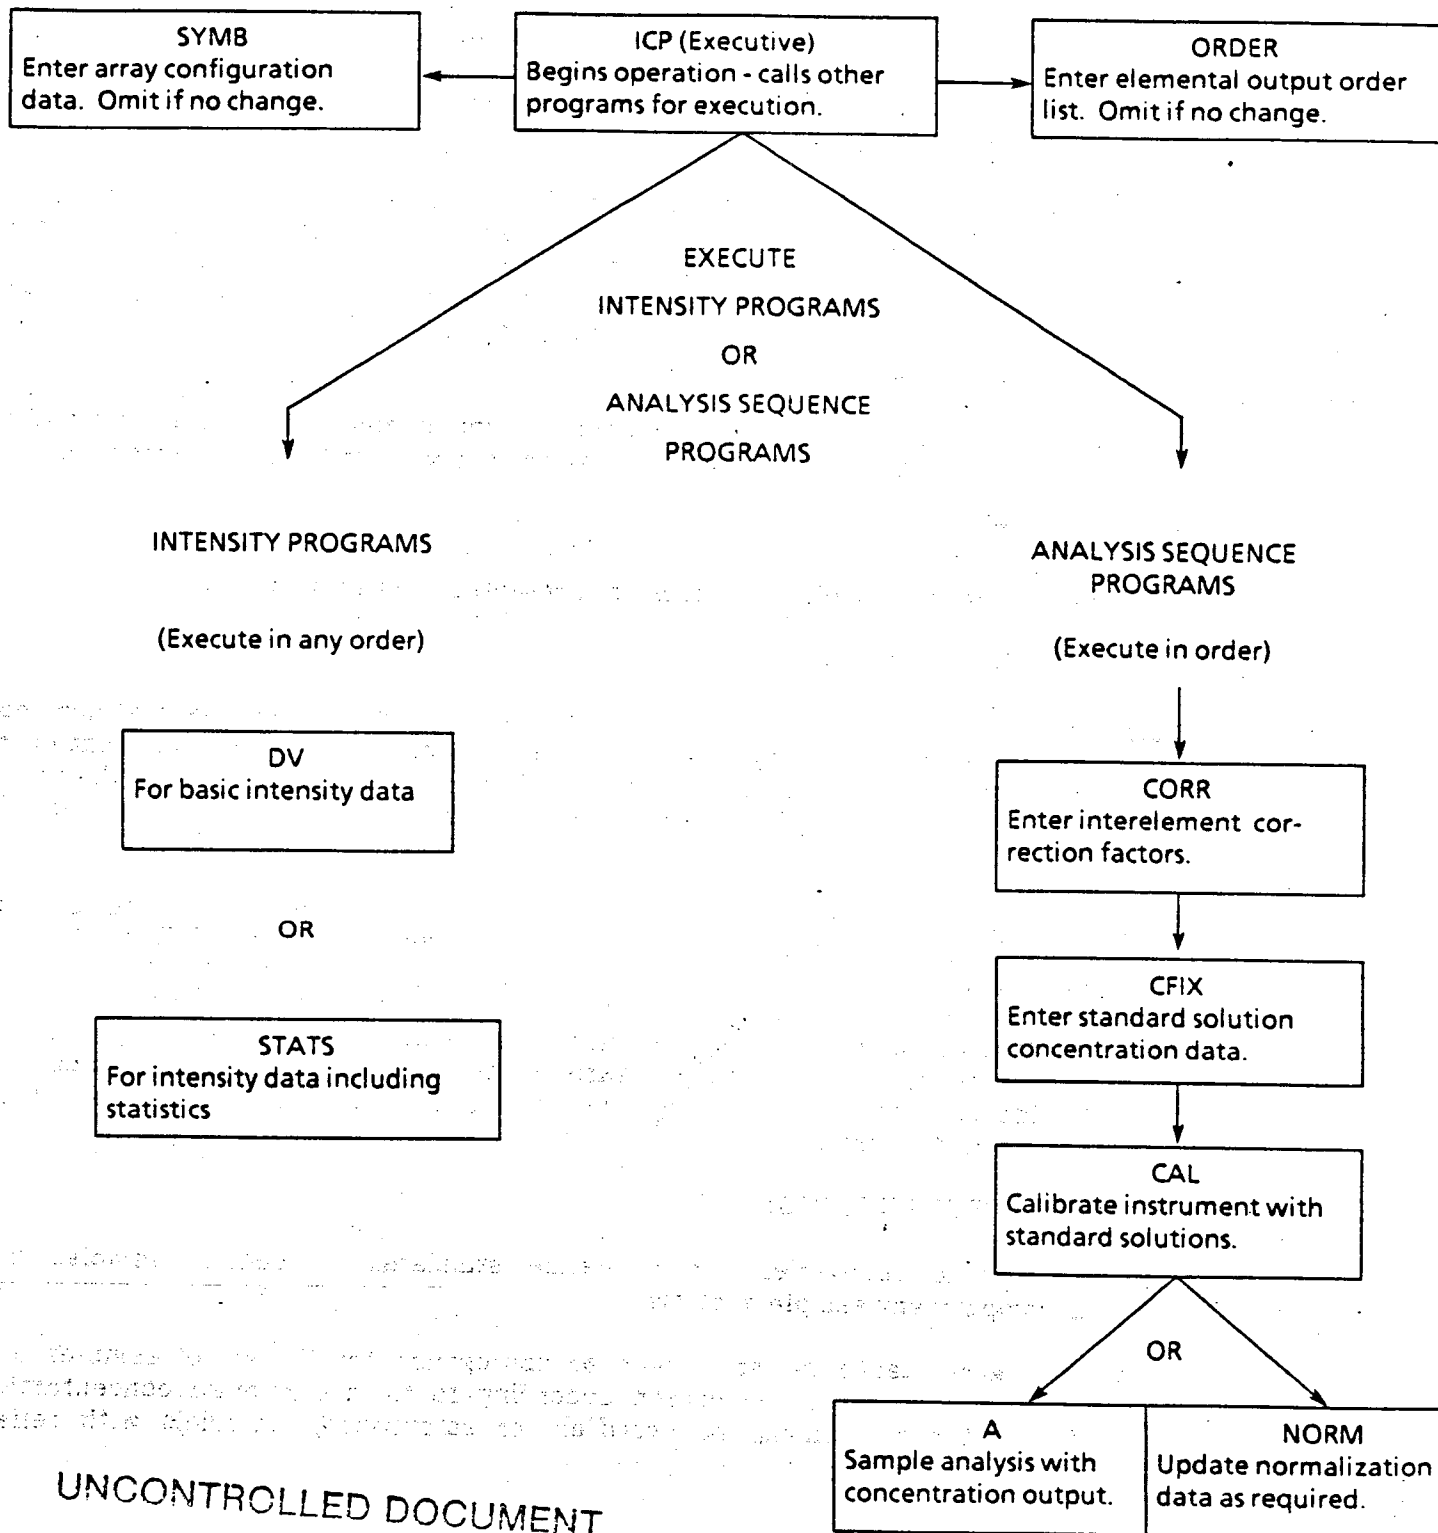 SYMB
Enter array configuration
data. Omit if no change.
ICP (Executive)
Begins operation - calls other
programs for execution.
ORDER
Enter elemental output order
list. Omit if no change.
EXECUTE
INTENSITY PROGRAMS
OR
ANALYSIS SEQUENCE
PROGRAMS
INTENSITY PROGRAMS
(Execute in any order)
DV
For basic intensity data
OR
STATS
For intensity data including
statistics
ANALYSIS SEQUENCE
PROGRAMS
(Execute in order)
CORR
Enter interelement cor-
rection factors.
CFIX
Enter standard solution
concentration data.
CAL
Calibrate instrument with
standard solutions.
OR
A
Sample analysis with
concentration output.
NORM
Update normalization
data as required.
UNCONTROLLED DOCUMENT